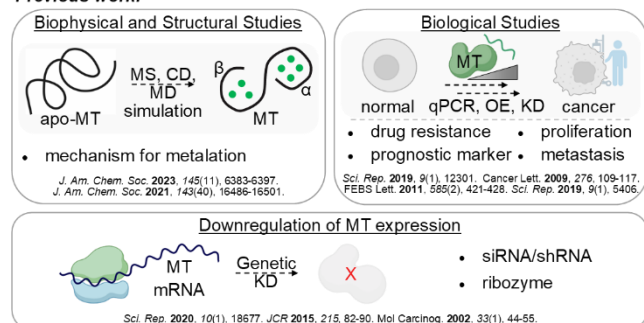 Biophysical and Structural Studies
MS, CD,
MD
simulation
β
α
apo-MT
MT
• mechanism for metalation
J. Am. Chem. Soc. 2023, 145(11), 6383-6397.
J. Am. Chem. Soc. 2021, 143(40), 16486-16501.
Biological Studies
MT
normal
qPCR, OE, KD
cancer
• drug resistance
• prognostic marker
• proliferation
• metastasis
Sci. Rep. 2019, 9(1), 12301. Cancer Lett. 2009, 276, 109-117.
FEBS Lett. 2011, 585(2), 421-428. Sci. Rep. 2019, 9(1), 5406.
Downregulation of MT expression
MT
mRNA
Genetic
KD
X
• siRNA/shRNA
• ribozyme
Sci. Rep. 2020, 10(1), 18677. JCR 2015, 215, 82-90. Mol Carcinog. 2002, 33(1), 44-55.